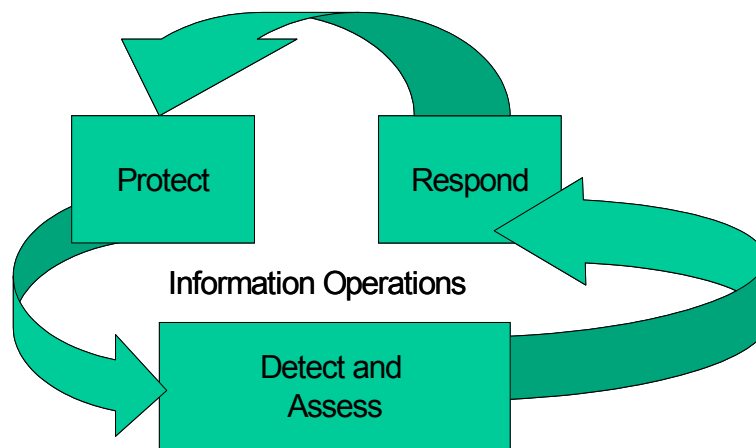 Protect
Respond
Information Operations
Detect and
Assess